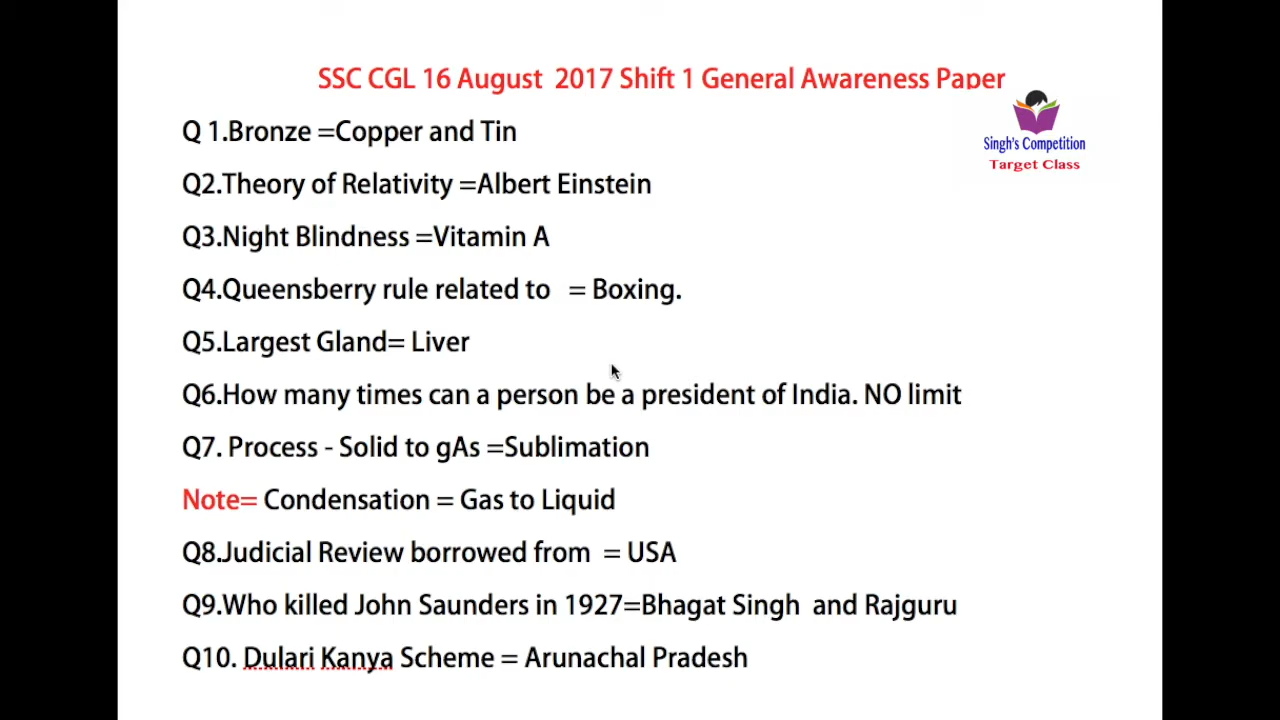 SSC CGL 16 August 2017 Shift 1 General Awareness Paper
Q 1.Bronze =Copper and Tin
Singh's Competition
Target Class
Q2.Theory of Relativity =Albert Einstein
Q3.Night Blindness =Vitamin A
Q4.Queensberry rule related to = Boxing.
Q5.Largest Gland= Liver
Q6.How many times can a person be a president of India. NO limit
Q7. Process - Solid to gAs =Sublimation
Note= Condensation = Gas to Liquid
Q8.Judicial Review borrowed from = USA
Q9.Who killed John Saunders in 1927=Bhagat Singh and Rajguru
Q10. Dulari Kanya Scheme = Arunachal Pradesh